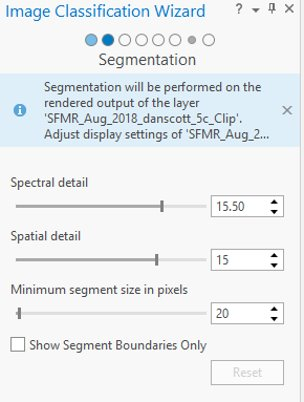 Image Classification Wizard
Segmentation
Segmentation will be performed on the
rendered output of the layer
'SFMR_Aug_2018_danscott_5c_Clip'.
Adjust display settings of 'SFMR_Aug_2...
Spectral detail
15.50
Spatial detail
15
Minimum segment size in pixels
20
Show Segment Boundaries Only
Reset